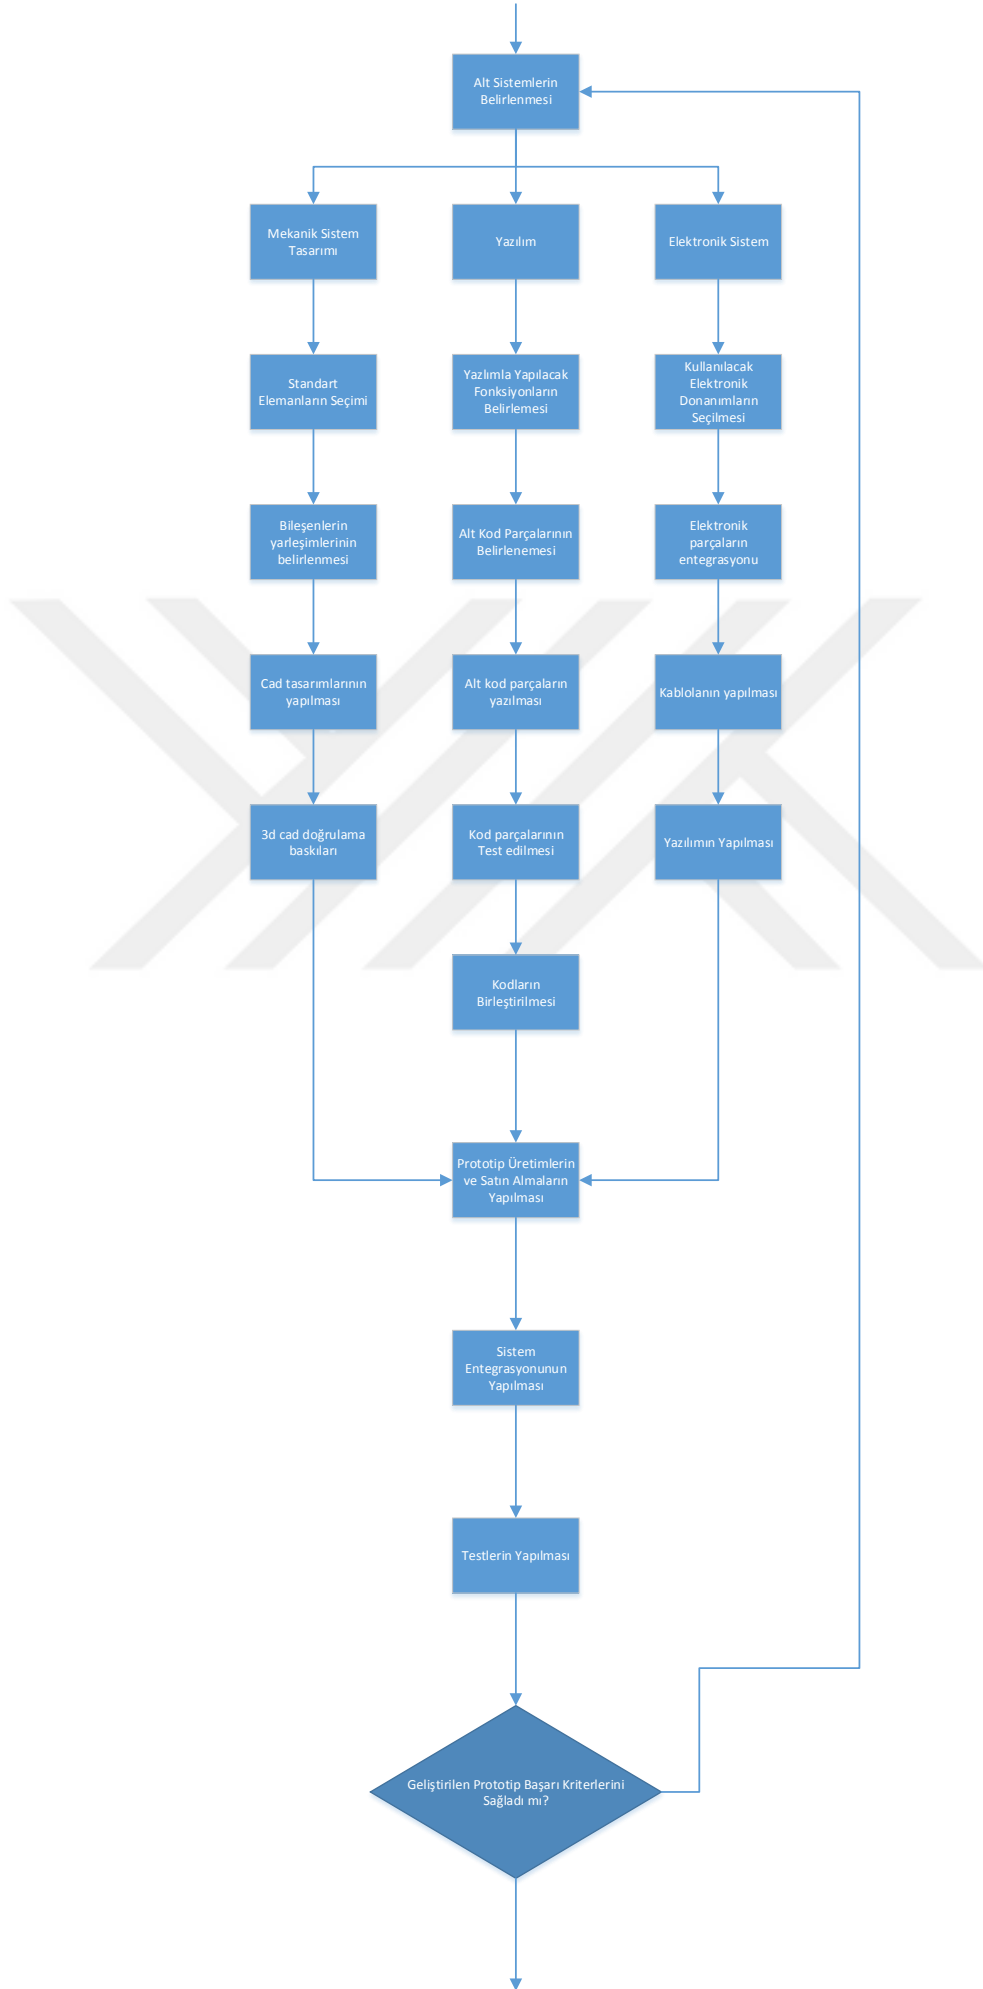 Alt Sistemlerin
Belirlenmesi
Mekanik Sistem
Tasarımı
Yazılım
Elektronik Sistem
Standart
Elemanların Seçimi
Yazlımla Yapılacak
Fonksiyonların
Belirlemesi
Kullanılacak
Elektronik
Donanımların
Seçilmesi
Bileşenlerin
yarleşimlerinin
belirlenmesi
Alt Kod Parçalarının
Belirlenemesi
Elektronik
parçaların
entegrasyonu
Cad tasarımlarının
yapılması
Alt kod parçaların
yazılması
Kablolanın yapılması
3d cad doğrulama
baskıları
Kod parçalarının
Test edilmesi
Yazılımın Yapılması
Kodların
Birleştirilmesi
Prototip Üretimlerin
ve Satın Almaların
Yapılması
Sistem
Entegrasyonunun
Yapılması
Testlerin Yapılması
Geliştirilen Prototip Başarı Kriterlerini
Sağladı mı?